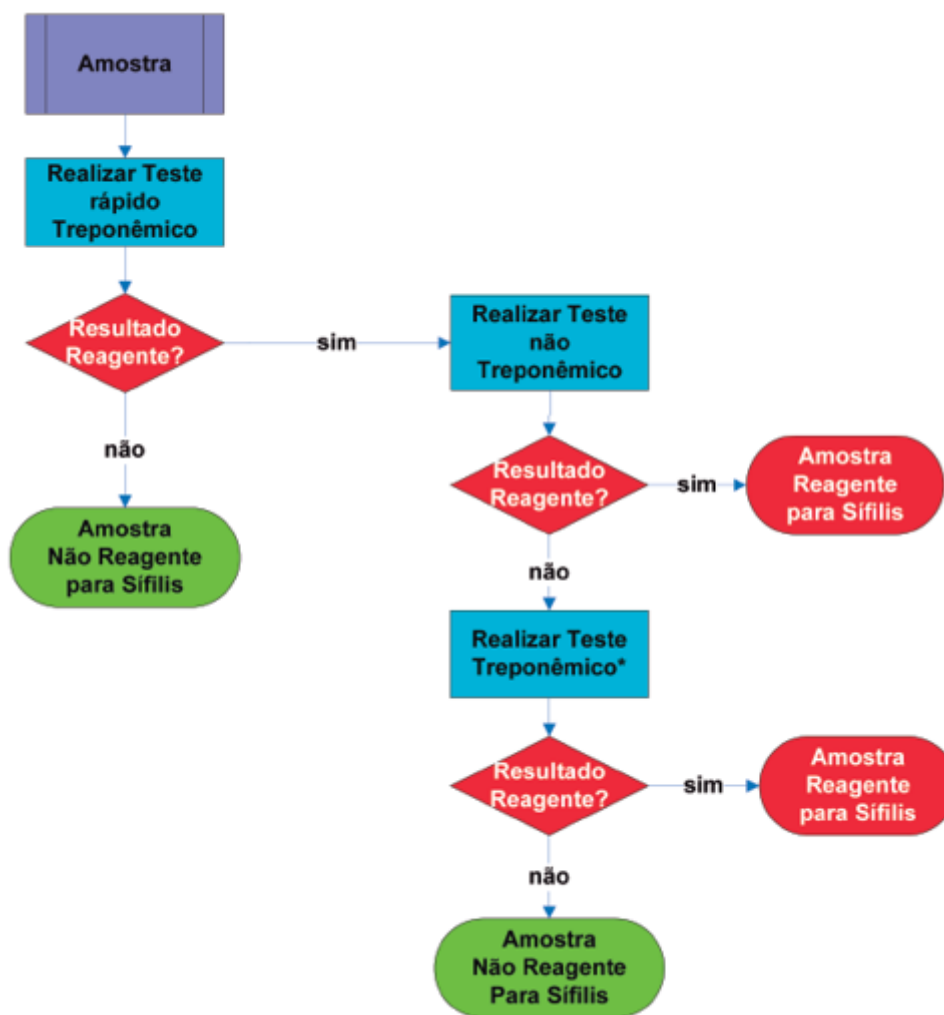 Amostra
Realizar Teste
rápido
Treponêmico
Resultado
Reagente?
sim
não
Amostra
Não Reagente
para Sífilis
Realizar Teste
não
Treponêmico
Resultado
Reagente?
sim
Amostra
Reagente
para Sífilis
não
Realizar Teste
Treponêmico*
Resultado
Reagente?
sim
Amostra
Reagente
para Sífilis
não
Amostra
Não Reagente
Para Sífilis